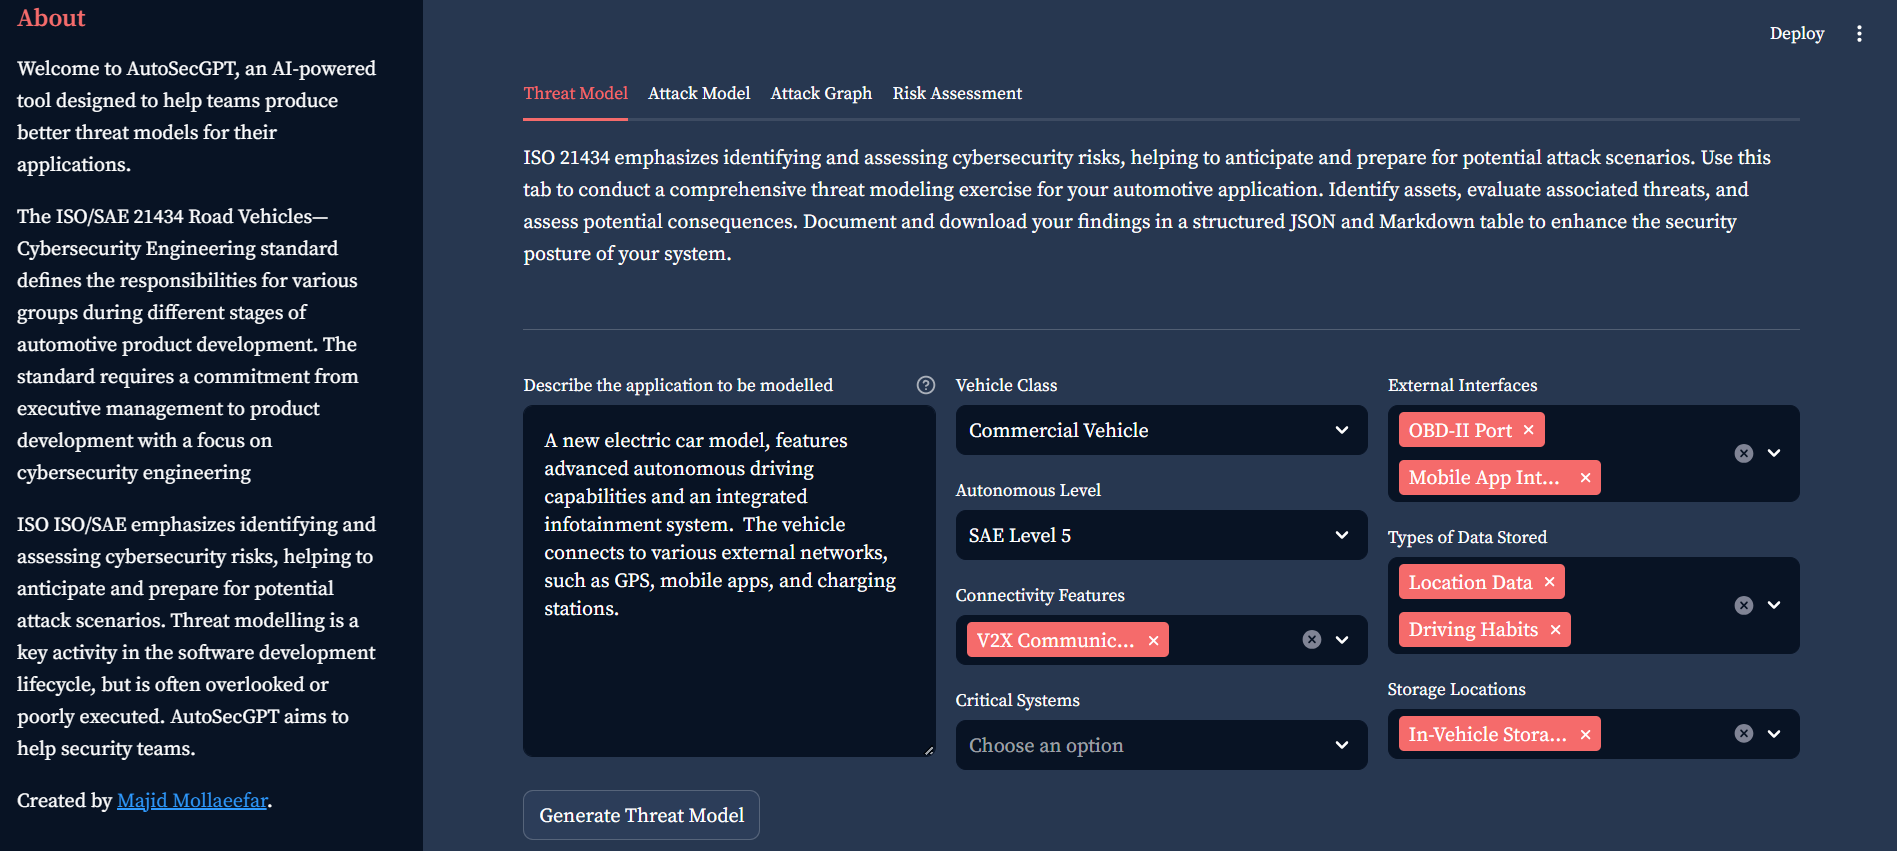 About
Welcome to AutoSecGPT, an AI-powered
tool designed to help teams produce
better threat models for their
applications.
The ISO/SAE 21434 Road Vehicles—
Cybersecurity Engineering standard
defines the responsibilities for various
groups during different stages of
automotive product development. The
standard requires a commitment from
executive management to product
development with a focus on
cybersecurity engineering
ISO ISO/SAE emphasizes identifying and
assessing cybersecurity risks, helping to
anticipate and prepare for potential
attack scenarios. Threat modelling is a
key activity in the software development
lifecycle, but is often overlooked or
poorly executed. AutoSecGPT aims to
help security teams.
Created by Majid Mollaeefar.
Deploy
Threat Model Attack Model Attack Graph Risk Assessment
ISO 21434 emphasizes identifying and assessing cybersecurity risks, helping to anticipate and prepare for potential attack scenarios. Use this
tab to conduct a comprehensive threat modeling exercise for your automotive application. Identify assets, evaluate associated threats, and
assess potential consequences. Document and download your findings in a structured JSON and Markdown table to enhance the security
posture of your system.
Describe the application to be modelled
A new electric car model, features
advanced autonomous driving
capabilities and an integrated
infotainment system.  The vehicle
connects to various external networks,
such as GPS, mobile apps, and charging
stations.
Vehicle Class
Commercial Vehicle
Autonomous Level
SAE Level 5
Connectivity Features
V2X Communic...
Critical Systems
Choose an option
External Interfaces
OBD-II Port
Mobile App Int...
Types of Data Stored
Location Data
Driving Habits
Storage Locations
In-Vehicle Stora...
Generate Threat Model